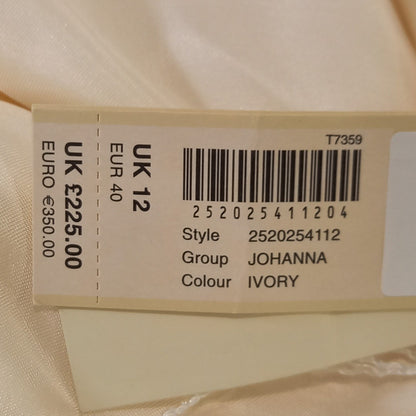 T7359
252025411204
Style 2520254112
Group JOHANNA
Colour IVORY
UK 12
EUR 40
UK £225.00
EURO €350.00